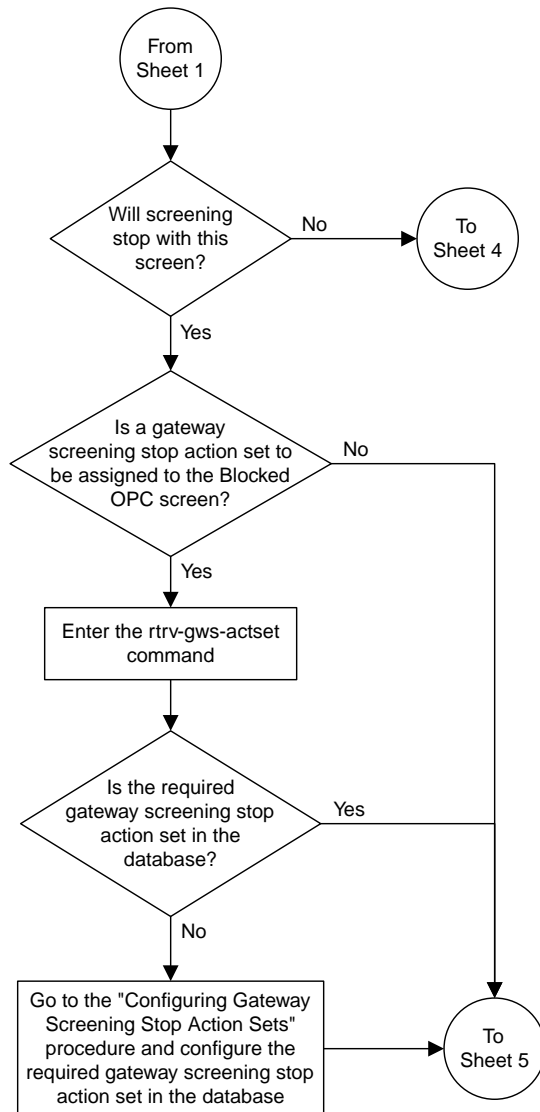 From
Sheet 1
Will screening
stop with this
screen?
No
To
Sheet 4
Yes
Is a gateway
screening stop action set to
be assigned to the Blocked
OPC screen?
No
Yes
Enter the rtrv-gws-actset
command
Is the required
gateway screening stop
action set in the
database?
Yes
No
Go to the "Configuring Gateway
Screening Stop Action Sets"
procedure and configure the
required gateway screening stop
action set in the database
To
Sheet 5